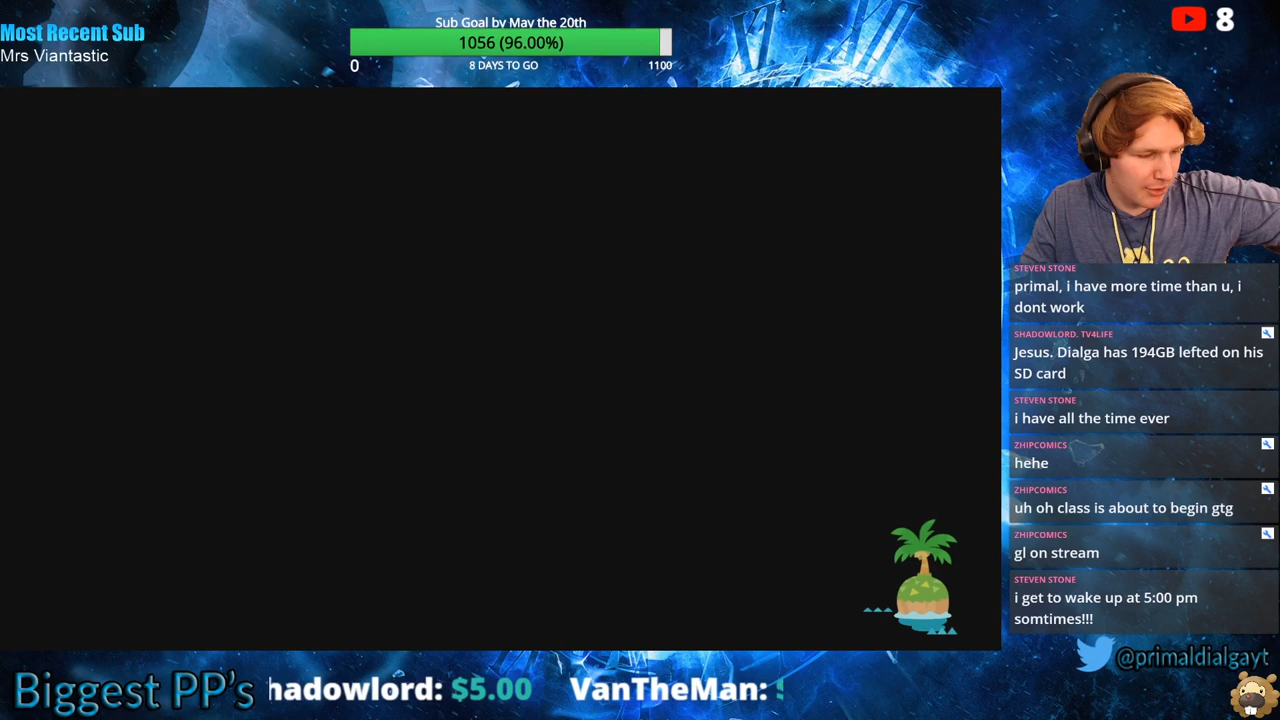 Most Recent Sub
Mrs Viantastic
Sub Goal by May the 20th
1056 (96.00%)
0
8 DAYS TO GO
1100
8
STEVEN STONE
primal, i have more time than u, i
dont work
SHADOWLORD. TV4LIFE
Jesus. Dialga has 194GB lefted on his
SD card
STEVEN STONE
i have all the time ever
ZHIPCOMICS
hehe
ZHIPCOMICS
uh oh class is about to begin gtg
ZHIPCOMICS
gl on stream
STEVEN STONE
i get to wake up at 5:00 pm
somtimes!!!
@primaldialgayt
Biggest PP's
hadowlord: $5.00 VanTheMan: